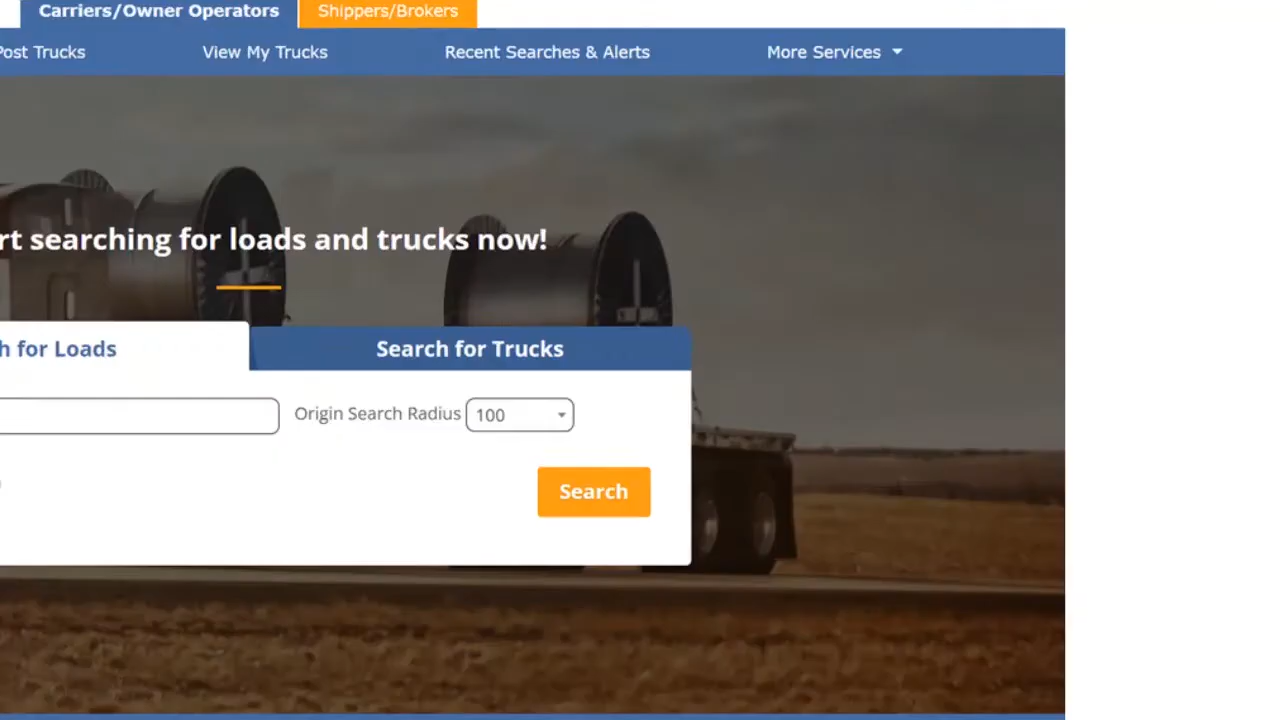 Carriers/Owner Operators Shippers/Brokers
Post Trucks View My Trucks Recent Searches & Alerts More Services
rt searching for loads and trucks now!
h for Loads Search for Trucks
Origin Search Radius 100
Search